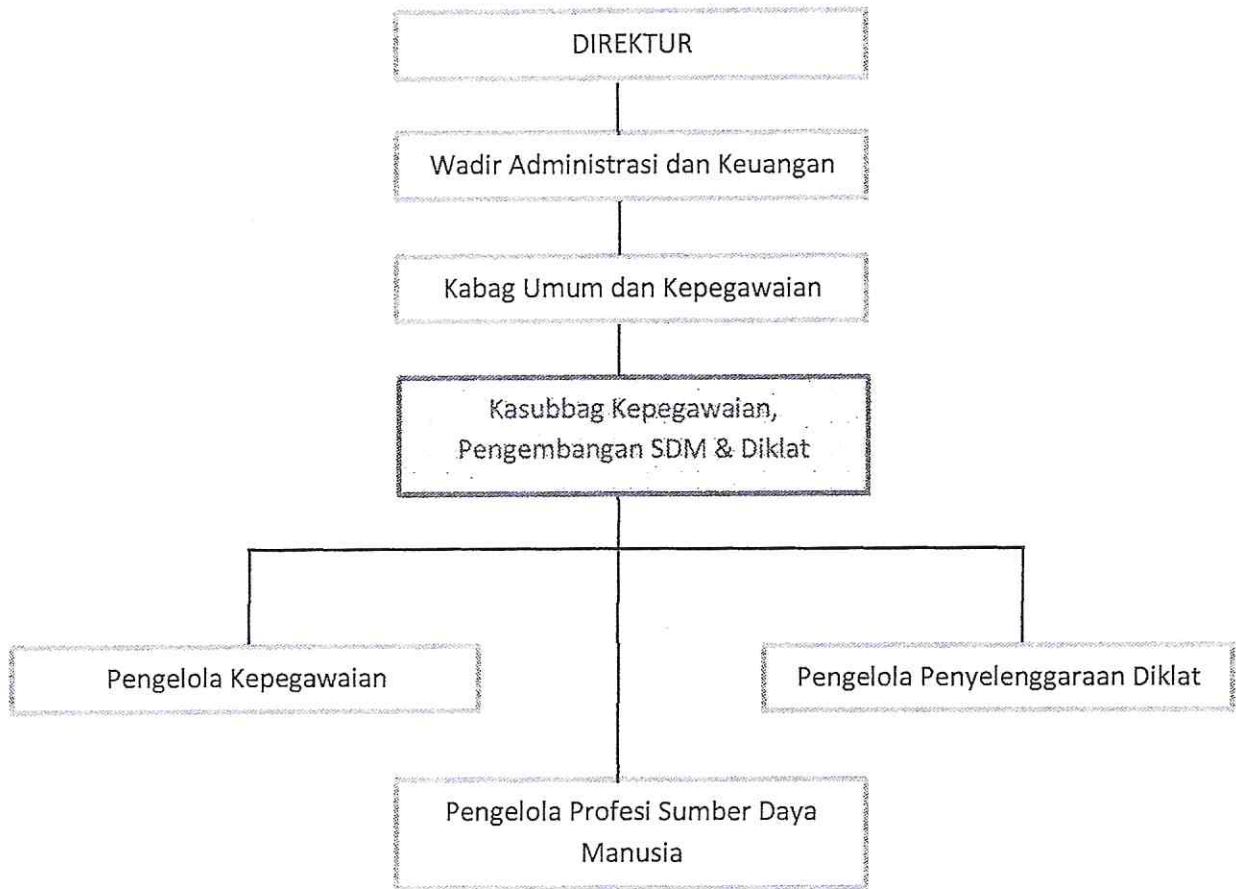 DIREKTUR
Wadir Administrasi dan Keuangan
Kabag Umum dan Kepegawaian
Kasubbag Kepegawaian,
Pengembangan SDM & Diklat
Pengelola Kepegawaian
Pengelola Penyelenggaraan Diklat
Pengelola Profesi Sumber Daya
Manusia